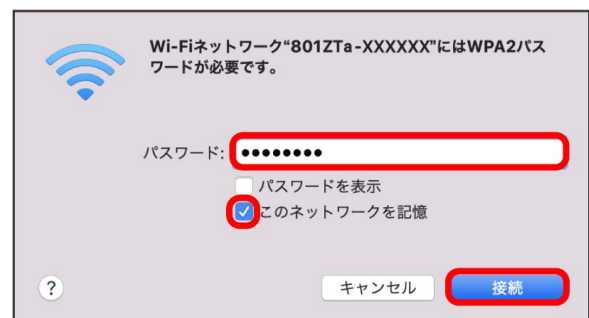 Wi-Fiネットワーク“801ZTa-XXXXXX”にはWPA2パス
ワードが必要です。
パスワード: ●●●●●●●●
パスワードを表示
このネットワークを記憶
?
キャンセル
接続